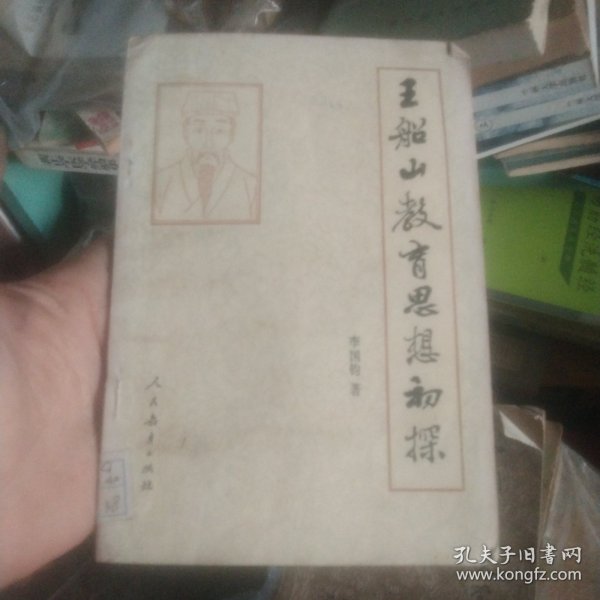 王船山教育思想初探
李国钧 著
人民教育出版社
孔夫子旧书网
www.kongfz.com